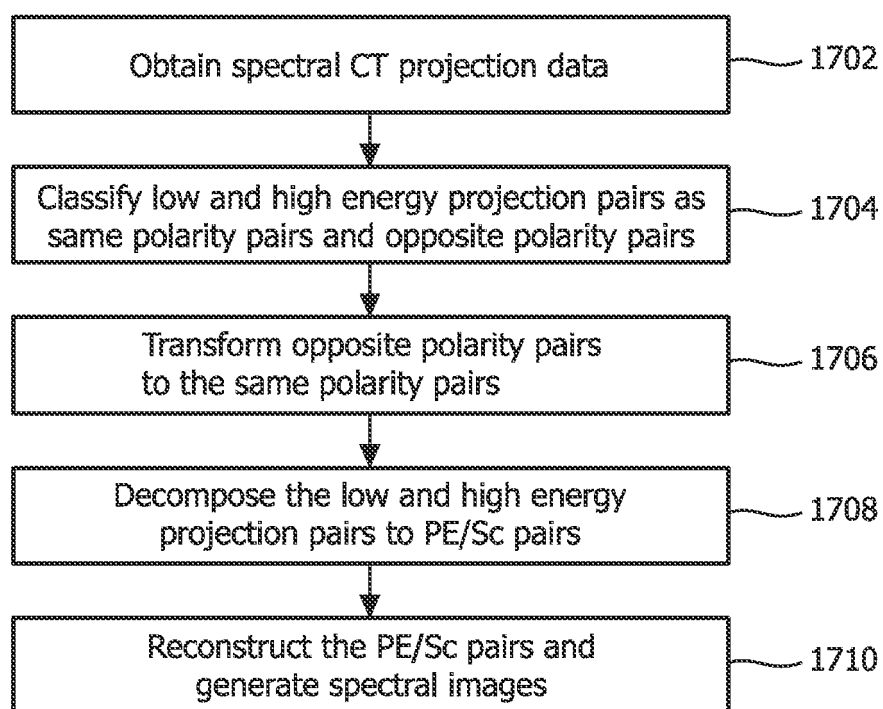 Obtain spectral CT projection data
1702
Classify low and high energy projection pairs as
same polarity pairs and opposite polarity pairs
1704
Transform opposite polarity pairs
to the same polarity pairs
1706
Decompose the low and high energy
projection pairs to PE/Sc pairs
1708
Reconstruct the PE/Sc pairs and
generate spectral images
1710